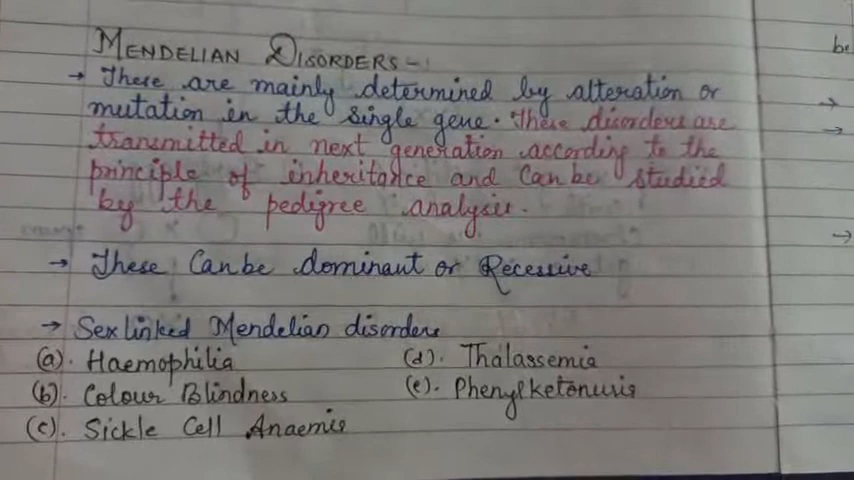 MENDELIAN DISORDERS -
→ These are mainly determined by alteration or
mutation in the single gene. These disorders are
transmitted in next generation according to the
principle of inheritance and Can be studied
by the pedigree analysis.
→ These Can be dominant or Recessive
→ Sex linked Mendelian disorders
(a). Haemophilia (d). Thalassemia
(b). Colour Blindness (e). Phenylketonuria
(c). Sickle Cell Anaemia
be
→
→
→